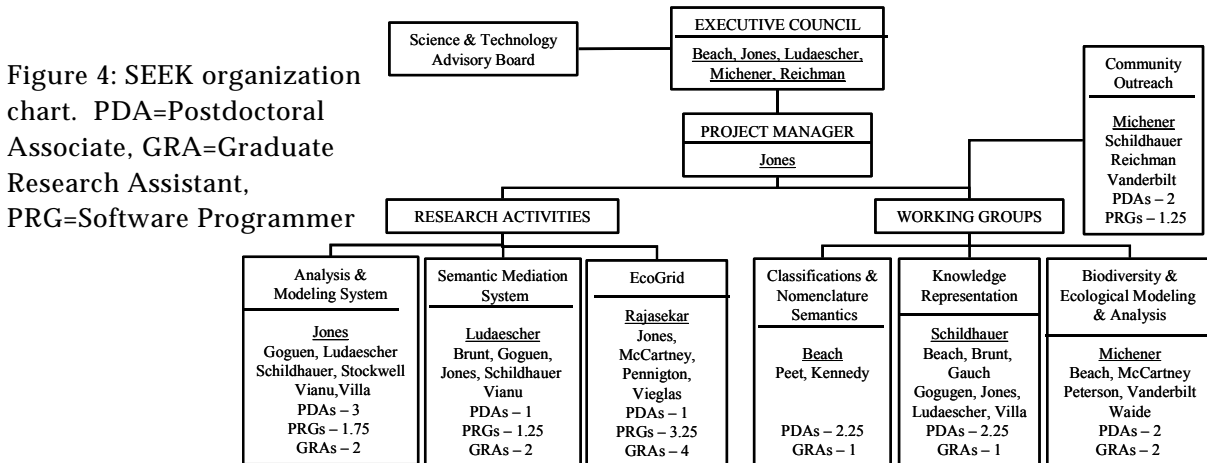 Figure 4: SEEK organization
chart. PDA=Postdoctoral
Associate, GRA=Graduate
Research Assistant,
PRG=Software Programmer
Science & Technology
Advisory Board
EXECUTIVE COUNCIL
Beach, Jones, Ludaescher,
Michener, Reichman
PROJECT MANAGER
Jones
Community
Outreach
Michener
Schildhauer
Reichman
Vanderbilt
PDAs – 2
PRGs – 1.25
RESEARCH ACTIVITIES
WORKING GROUPS
Analysis &
Modeling System
Jones
Goguen, Ludaescher
Schildhauer, Stockwell
Vianu,Villa
PDAs – 3
PRGs – 1.75
GRAs – 2
Semantic Mediation
System
Ludaescher
Brunt, Goguen,
Jones, Schildhauer
Vianu
PDAs – 1
PRGs – 1.25
GRAs – 2
EcoGrid
Rajasekar
Jones,
McCartney,
Pennigton,
Vieglas
PDAs – 1
PRGs – 3.25
GRAs – 4
Classifications &
Nomenclature
Semantics
Beach
Peet, Kennedy
PDAs – 2.25
GRAs – 1
Knowledge
Representation
Schildhauer
Beach, Brunt,
Gauch
Gogugen, Jones,
Ludaescher, Villa
PDAs – 2.25
GRAs – 1
Biodiversity &
Ecological Modeling
& Analysis
Michener
Beach, McCartney
Peterson, Vanderbilt
Waide
PDAs – 2
GRAs – 2